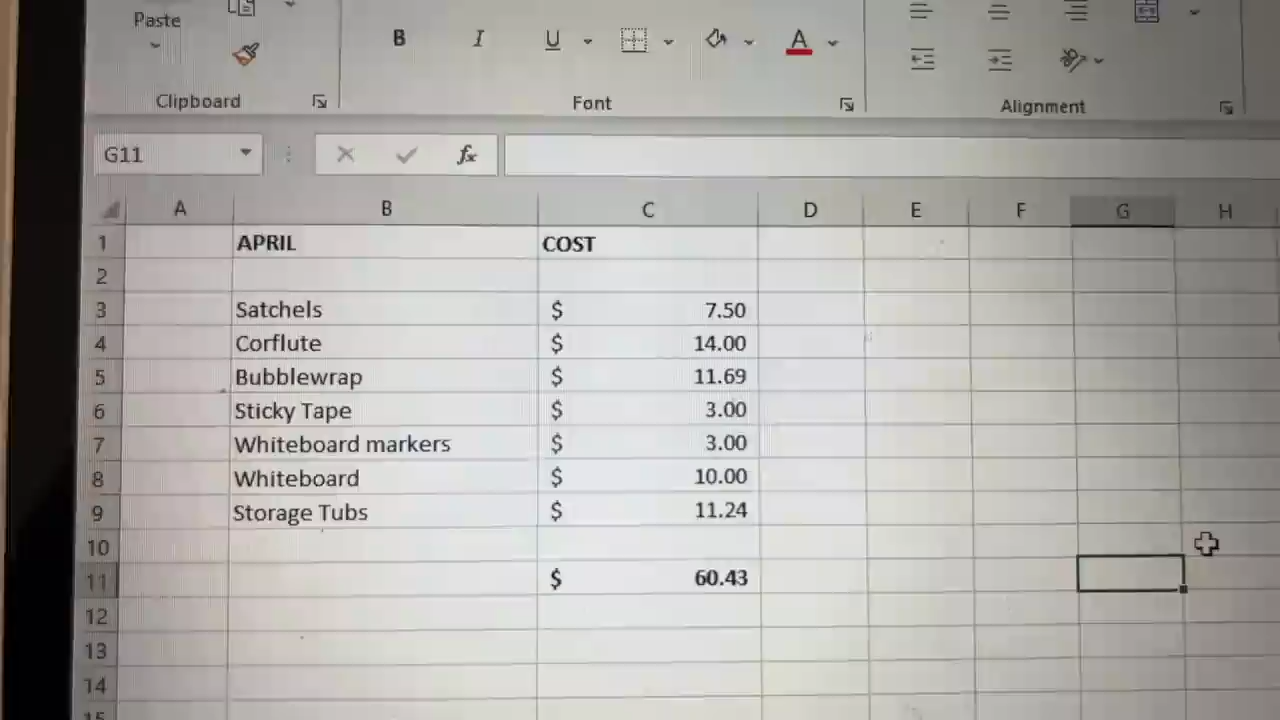 Paste
B I U A
Clipboard Font Alignment
G11 fx
A B C D E F G H
1 APRIL COST
2
3 Satchels $ 7.50
4 Corflute $ 14.00
5 Bubblewrap $ 11.69
6 Sticky Tape $ 3.00
7 Whiteboard markers $ 3.00
8 Whiteboard $ 10.00
9 Storage Tubs $ 11.24
10
11 $ 60.43
12
13
14
15